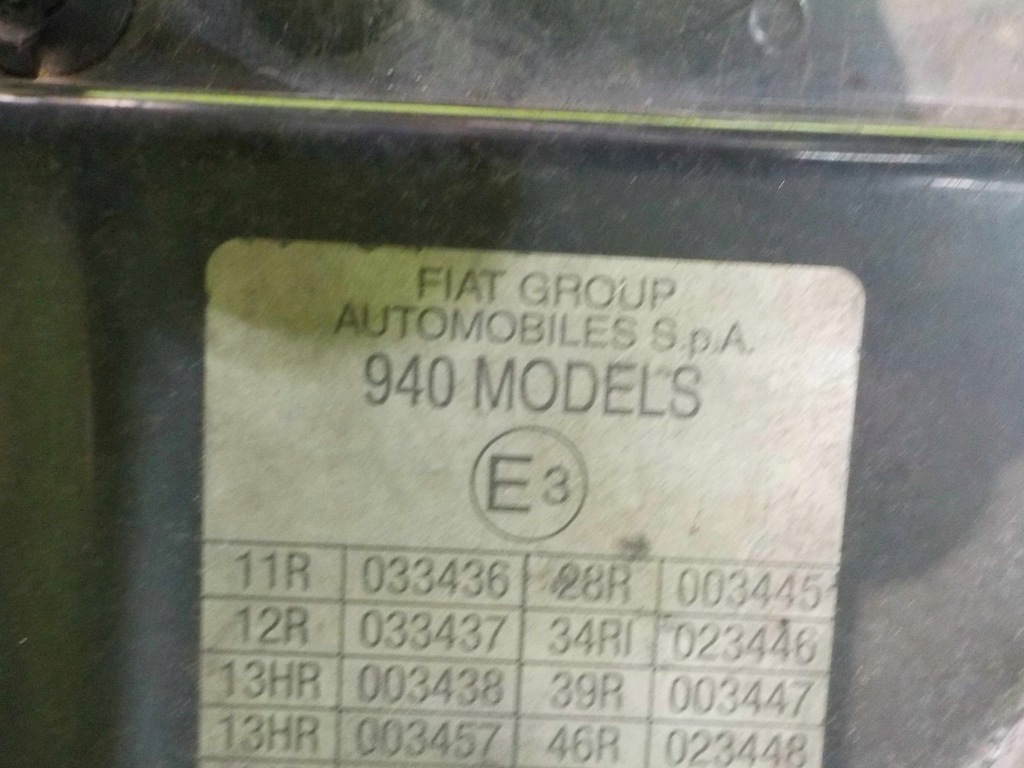 FIAT GROUP
AUTOMOBILES S.p.A.
940 MODELS
E3
11R 033436 28R 003445
12R 033437 34RI 023446
13HR 003438 39R 003447
13HR 003457 46R 023448